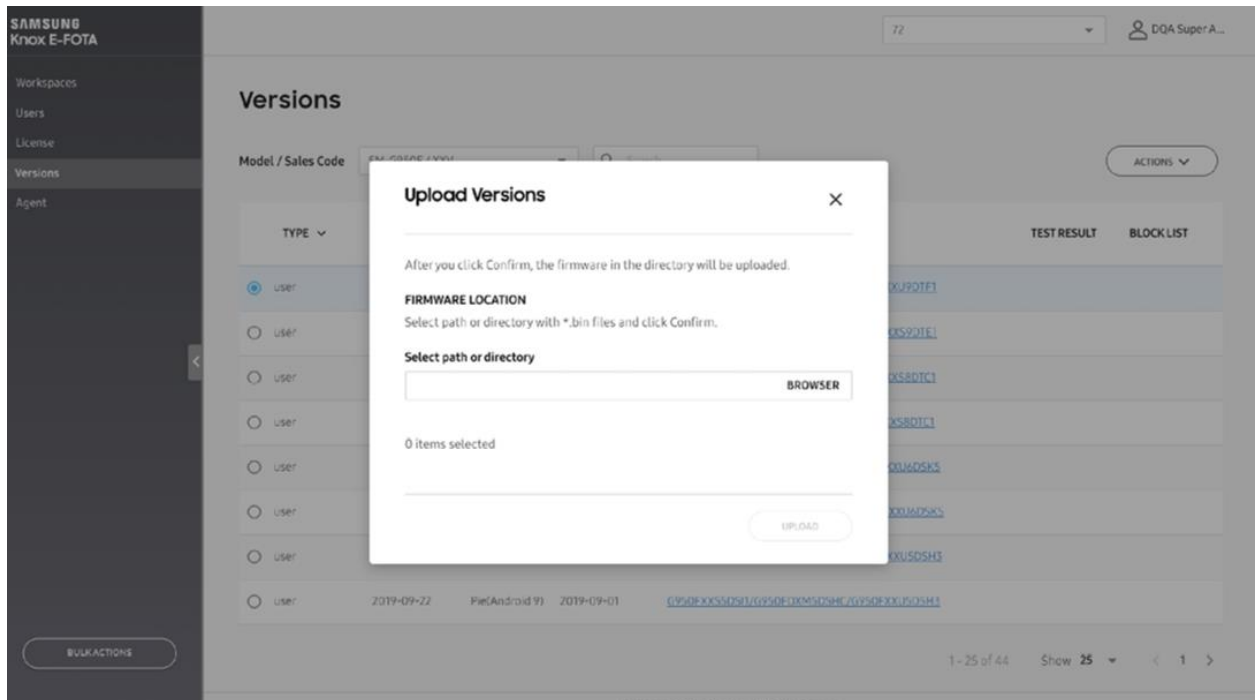 SAMSUNG
Knox E-FOTA
72
DQA Super A...
Workspaces
Users
License
Versions
Agent
Versions
Model / Sales Code
ACTIONS
Upload Versions
TYPE
TEST RESULT
BLOCK LIST
After you click Confirm, the firmware in the directory will be uploaded.
FIRMWARE LOCATION
Select path or directory with *.bin files and click Confirm.
Select path or directory
BROWSER
0 items selected
UPLOAD
user
XXU9DTF1
user
user
user
user
user
user
user 2019-09-22 Pie(Android 9) 2019-09-01
BULK ACTIONS
1 - 25 of 44 Show 25 < 1 >